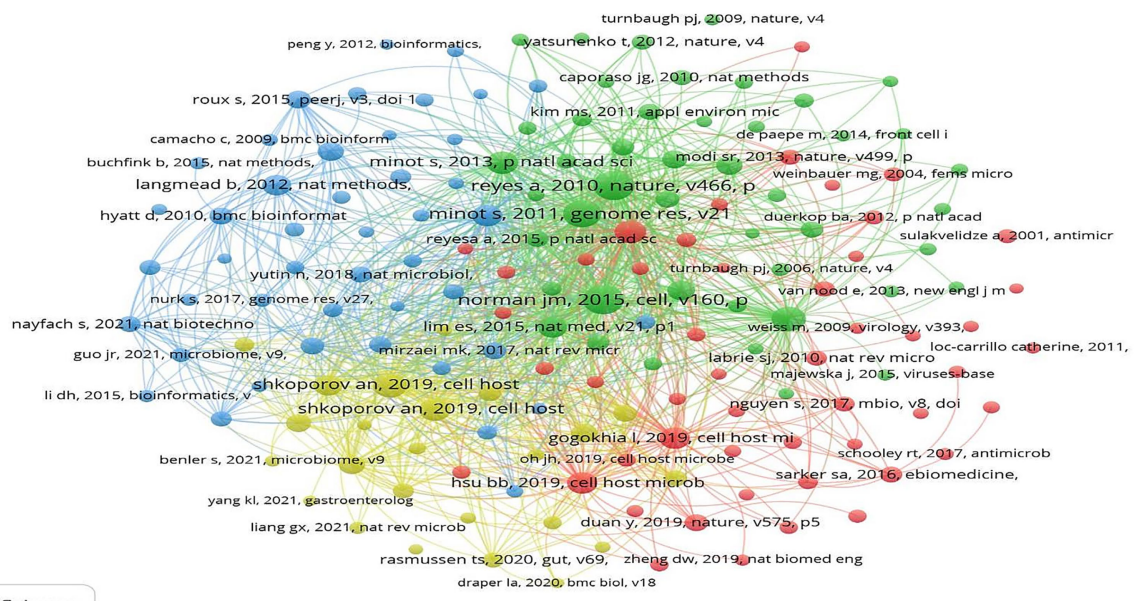 turnbaugh pj, 2009, nature, v4
peng y, 2012, bioinformatics,
yatsunenko t, 2012, nature, v4
caporaso jg, 2010, nat methods
roux s, 2015, peerj, v3, doi 1
kim ms, 2011, appl environ mic
camacho c, 2009, bmc bioinform
de paepe m, 2014, front cell i
buchfink b, 2015, nat methods,
minot s, 2013, p natl acad sci
modi sr, 2013, nature, v499, p
weinbauer mg, 2004, fems micro
langmead b, 2012, nat methods,
reyes a, 2010, nature, v466, p
hyatt d, 2010, bmc bioinformat
minot s, 2011, genome res, v21
duerkop ba, 2012, p natl acad
reyesa a, 2015, p natl acad sc
sulakvelidze a, 2001, antimicr
yutin n, 2018, nat microbiol,
turnbaugh pj, 2006, nature, v4
nurk s, 2017, genome res, v27,
norman jm, 2015, cell, v160, p
van nood e, 2013, new engl j m
nayfach s, 2021, nat biotechno
lim es, 2015, nat med, v21, p1
weiss m, 2009, virology, v393,
guo jr, 2021, microbiome, v9,
mirzaei mk, 2017, nat rev micr
labrie sj, 2010, nat rev micro
loc-carrillo catherine, 2011,
majewska j, 2015, viruses-base
li dh, 2015, bioinformatics, v
shkoporov an, 2019, cell host
shkoporov an, 2019, cell host
nguyen s, 2017, mbio, v8, doi
gogokhia l, 2019, cell host mi
schooley rt, 2017, antimicrob
benler s, 2021, microbiome, v9
oh jh, 2019, cell host microbe
sarker sa, 2016, ebiomedicine,
hsu bb, 2019, cell host microb
yang kl, 2021, gastroenterolog
liang gx, 2021, nat rev microb
duan y, 2019, nature, v575, p5
rasmussen ts, 2020, gut, v69,
zheng dw, 2019, nat biomed eng
draper la, 2020, bmc biol, v18